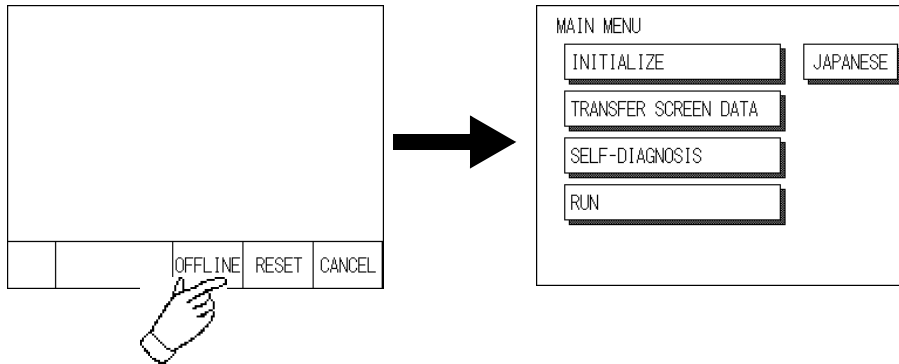 OFFLINE RESET CANCEL
MAIN MENU
INITIALIZE JAPANESE
TRANSFER SCREEN DATA
SELF-DIAGNOSIS
RUN